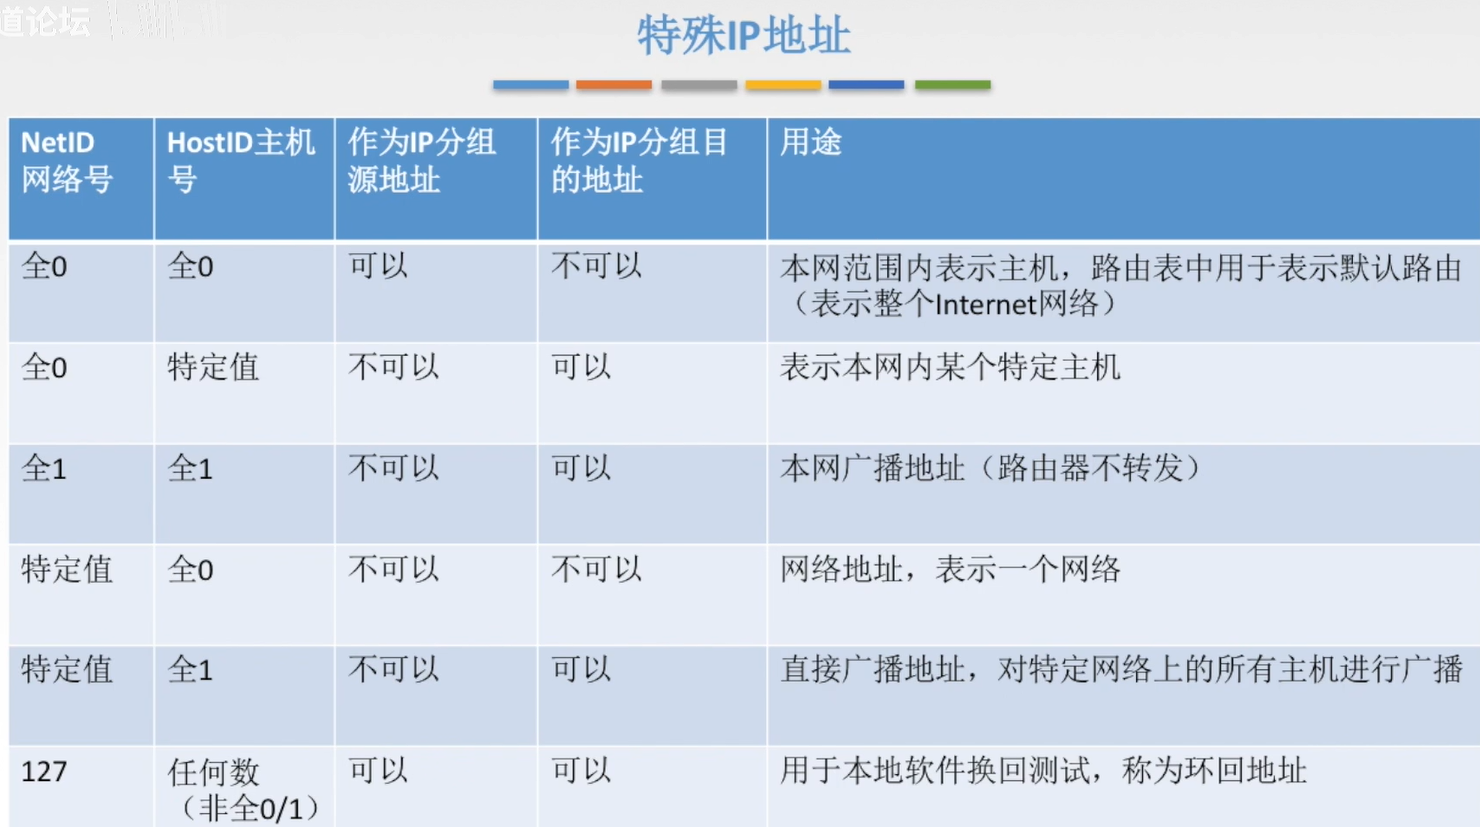 道论坛
特殊IP地址
NetID
网络号
HostID主机
号
作为IP分组
源地址
作为IP分组目
的地址
用途
全0
全0
可以
不可以
本网范围内表示主机，路由表中用于表示默认路由
（表示整个Internet网络）
全0
特定值
不可以
可以
表示本网内某个特定主机
全1
全1
不可以
可以
本网广播地址（路由器不转发）
特定值
全0
不可以
不可以
网络地址，表示一个网络
特定值
全1
不可以
可以
直接广播地址，对特定网络上的所有主机进行广播
127
任何数
（非全0/1）
可以
可以
用于本地软件换回测试，称为环回地址